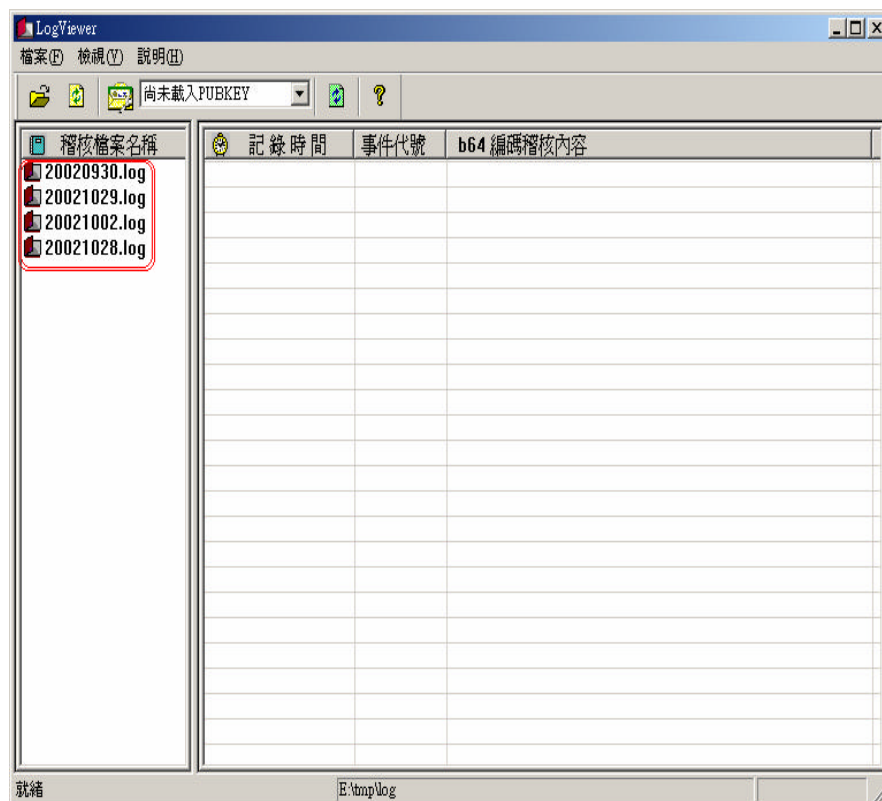 LogViewer
檔案(F) 檢視(V) 說明(H)
尚未載入PUBKEY
稽核檔案名稱
記錄時間 事件代號 b64 編碼稽核內容
20020930.log
20021029.log
20021002.log
20021028.log
就緒 E:\tmp\log